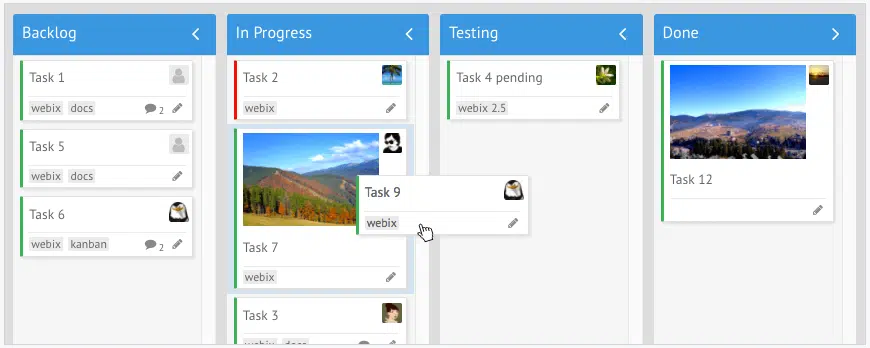 Backlog
Task 1
webix docs 2
Task 5
webix docs
Task 6
webix kanban 2
In Progress
Task 2
webix
Task 7
webix
Task 3
webix docs
Task 9
webix
Testing
Task 4 pending
webix 2.5
Done
Task 12